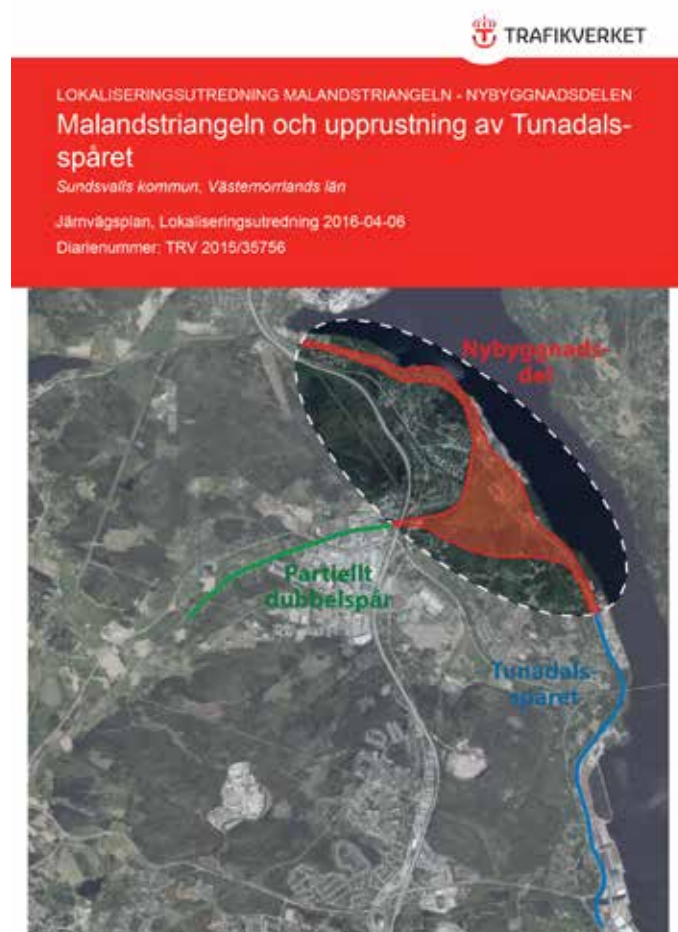 TRAFIKVERKET
LOKALISERINGSUTREDNING MALANDSTRIANGELN - NYBYGGNADSDELEN
Malandstriangeln och upprustning av Tunadals-
spåret
Sundsvalls kommun, Västernorrlands län
Järnvägsplan, Lokaliseringsutredning 2016-04-06
Diarienummer: TRV 2015/35756
Nybyggnads-
del
Partiellt
dubbelspår
Tunadals-
spåret